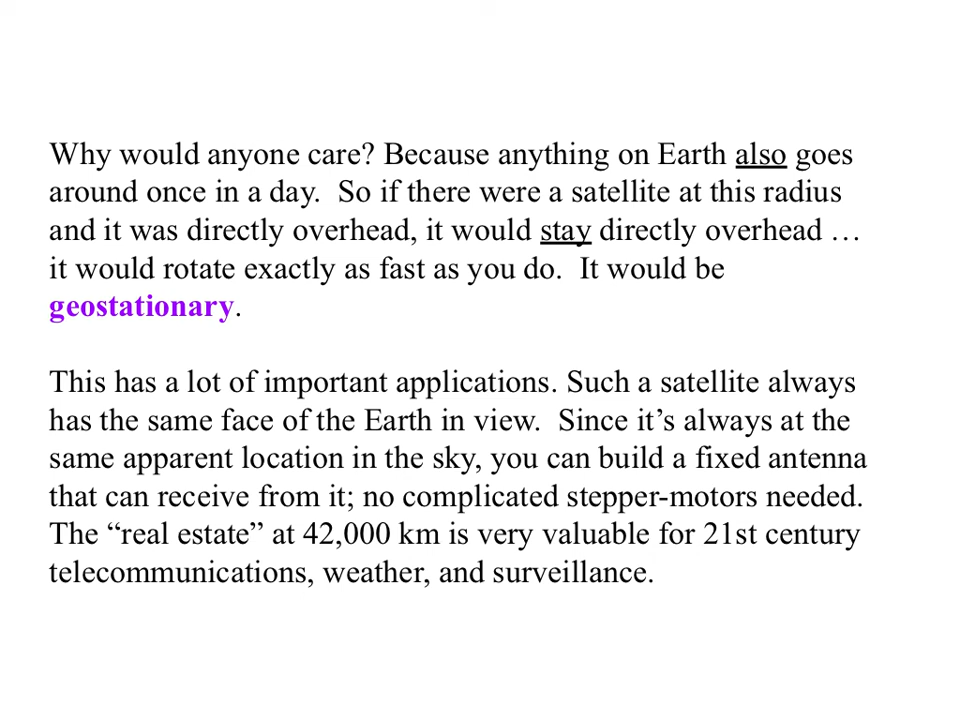 Why would anyone care? Because anything on Earth also goes
around once in a day.  So if there were a satellite at this radius
and it was directly overhead, it would stay directly overhead …
it would rotate exactly as fast as you do.  It would be
geostationary.
This has a lot of important applications. Such a satellite always
has the same face of the Earth in view.  Since it’s always at the
same apparent location in the sky, you can build a fixed antenna
that can receive from it; no complicated stepper-motors needed.
The “real estate” at 42,000 km is very valuable for 21st century
telecommunications, weather, and surveillance.